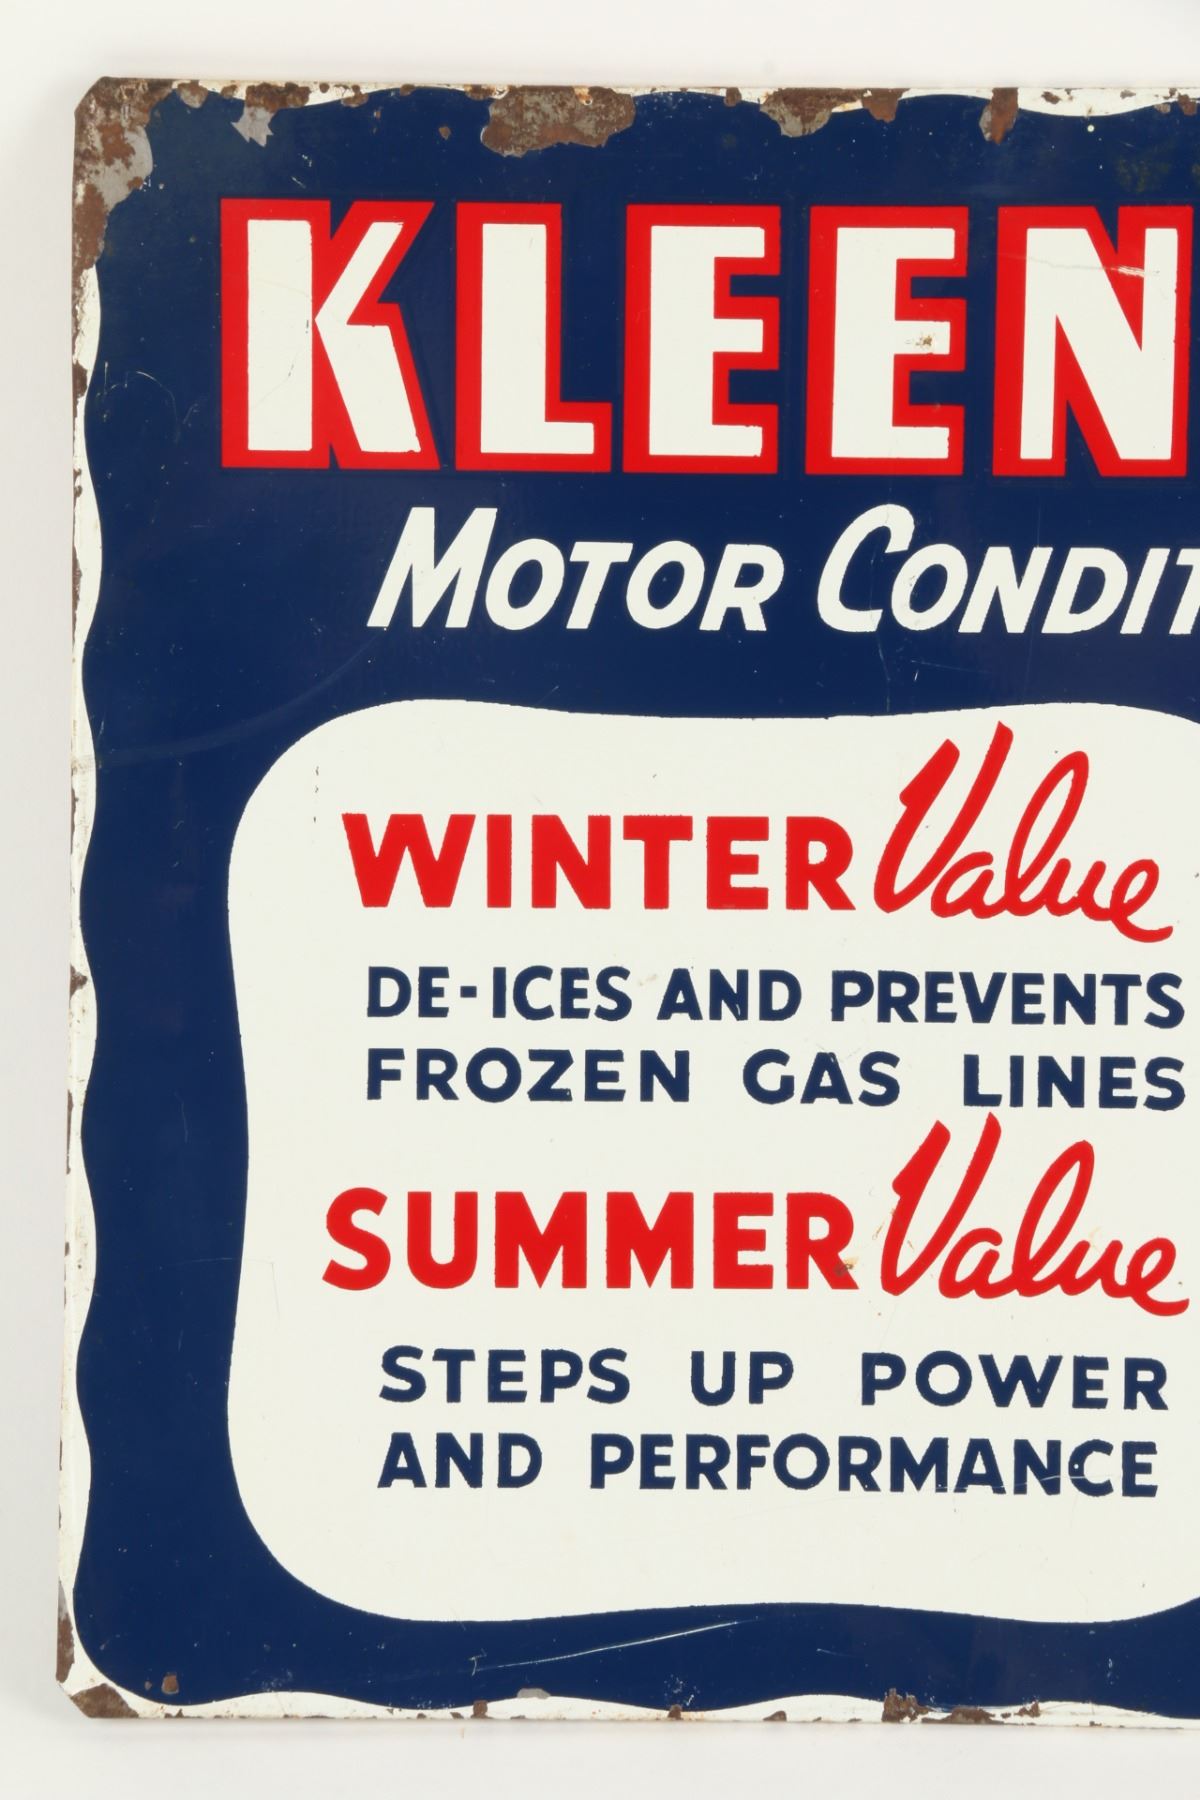 KLEEN
MOTOR CONDIT
WINTER Value
DE-ICES AND PREVENTS
FROZEN GAS LINES
SUMMER Value
STEPS UP POWER
AND PERFORMANCE